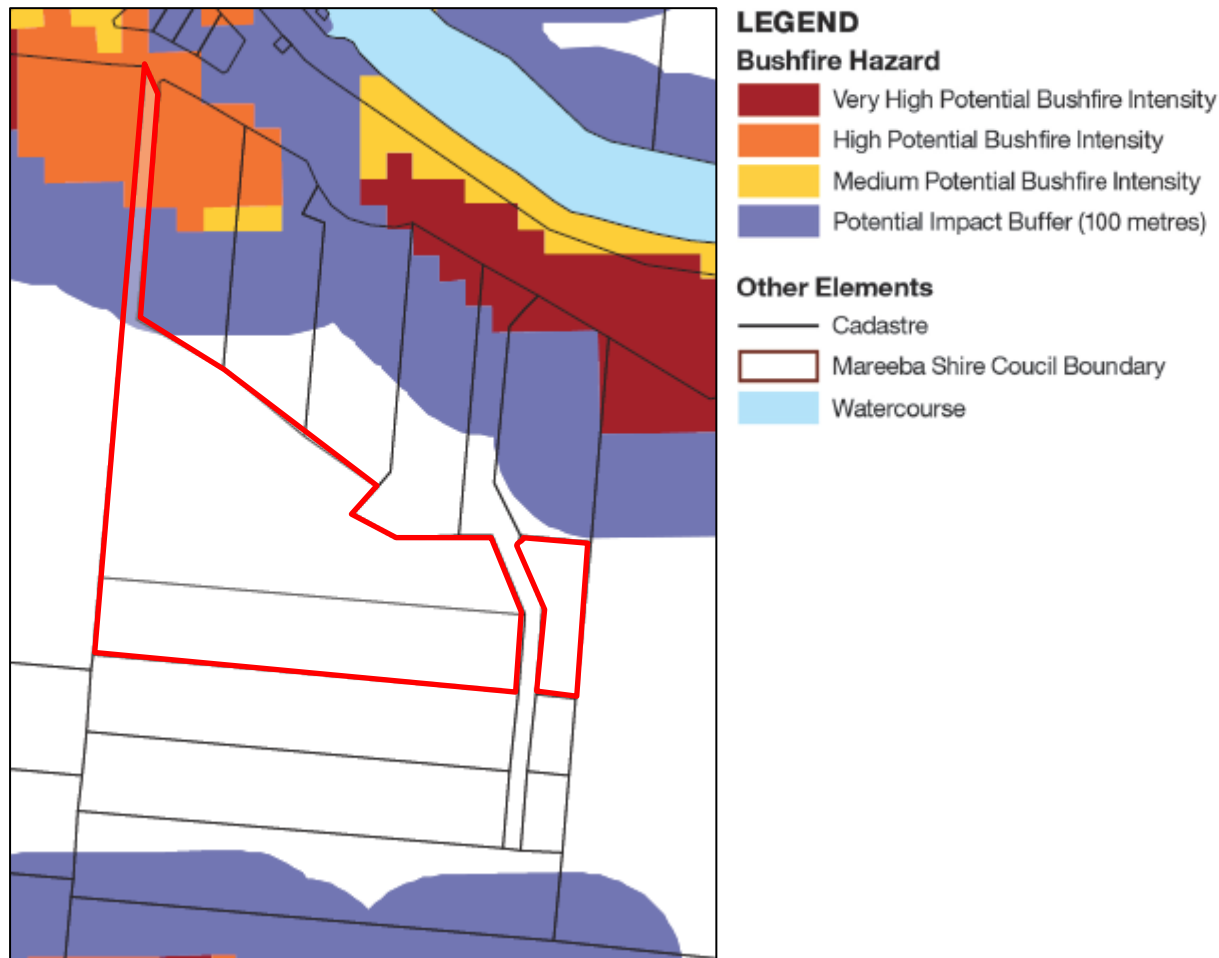 LEGEND
Bushfire Hazard
Very High Potential Bushfire Intensity
High Potential Bushfire Intensity
Medium Potential Bushfire Intensity
Potential Impact Buffer (100 metres)
Other Elements
Cadastre
Mareeba Shire Coucil Boundary
Watercourse